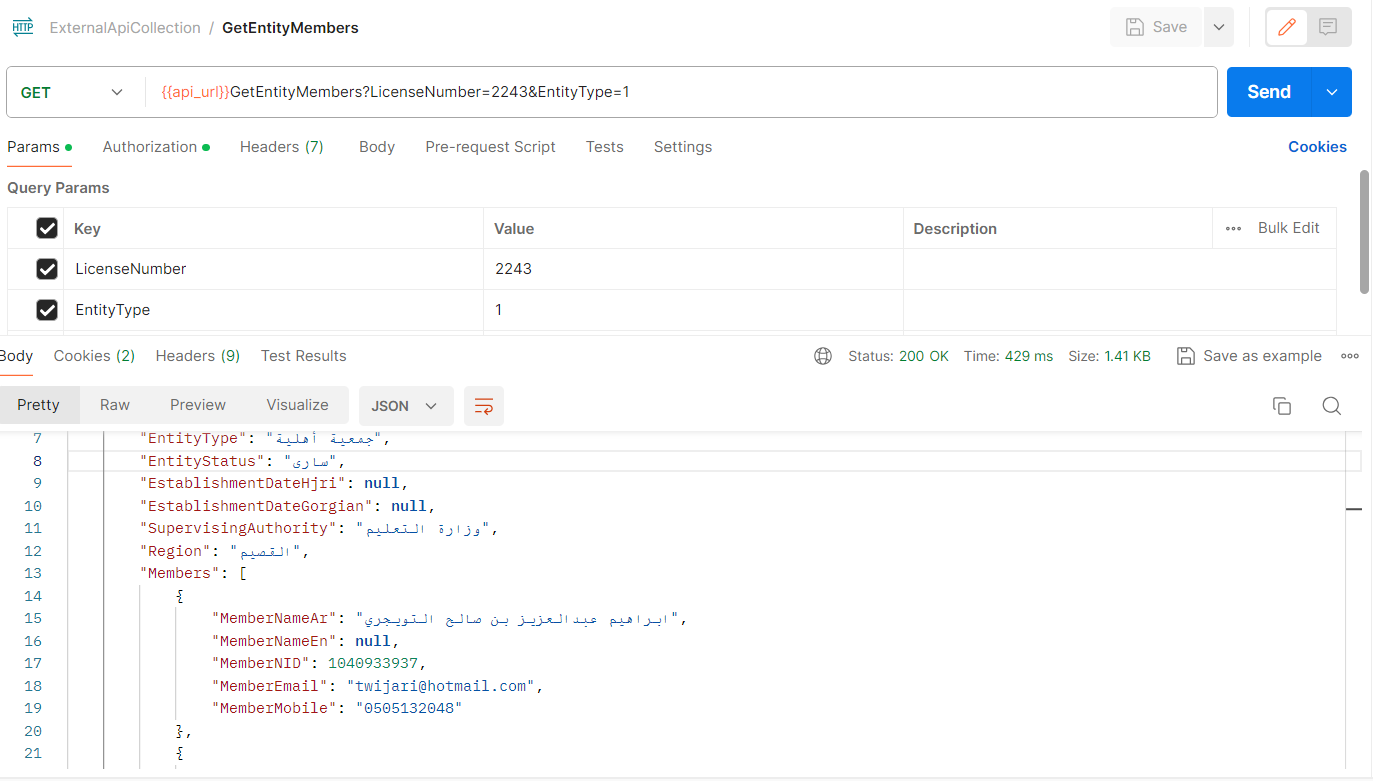 HTTP ExternalApiCollection / GetEntityMembers Save
GET {{api_url}}GetEntityMembers?LicenseNumber=2243&EntityType=1 Send
Params Authorization Headers (7) Body Pre-request Script Tests Settings Cookies
Query Params
Key Value Description ••• Bulk Edit
LicenseNumber 2243
EntityType 1
Body Cookies (2) Headers (9) Test Results Status: 200 OK Time: 429 ms Size: 1.41 KB Save as example
Pretty Raw Preview Visualize JSON
7 "EntityType": "جمعية أهلية",
8 "EntityStatus": "سارى",
9 "EstablishmentDateHjri": null,
10 "EstablishmentDateGorgian": null,
11 "SupervisingAuthority": "وزارة التعليم",
12 "Region": "القصيم",
13 "Members": [
14 {
15 "MemberNameAr": "ابراهيم عبدالعزيز بن صالح التويجري",
16 "MemberNameEn": null,
17 "MemberNID": 1040933937,
18 "MemberEmail": "twijari@hotmail.com",
19 "MemberMobile": "0505132048"
20 },
21 {